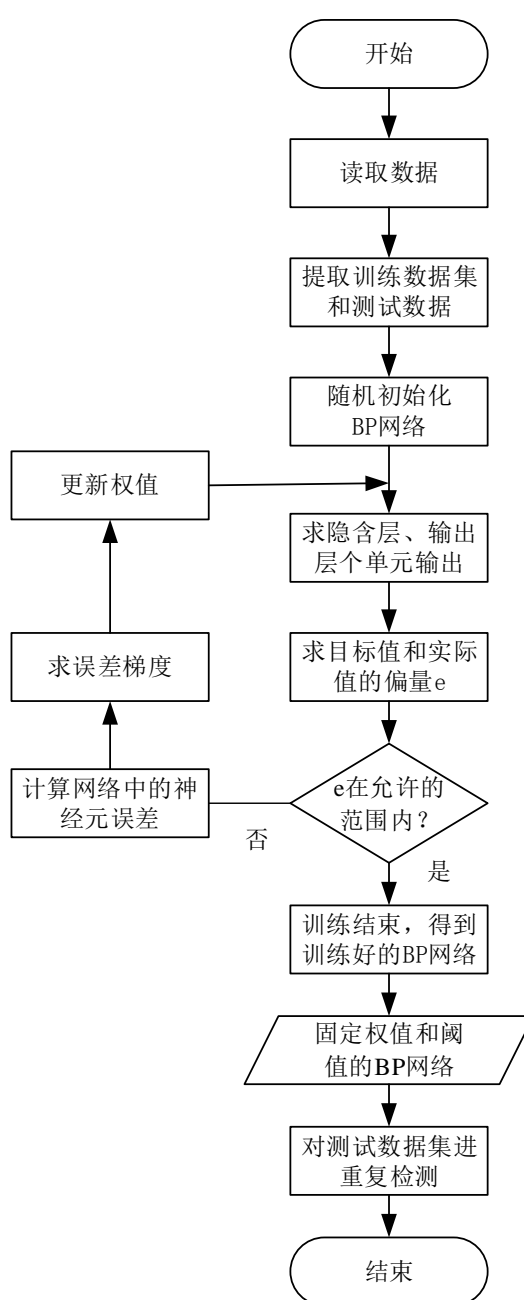 开始
读取数据
提取训练数据集
和测试数据
随机初始化
BP网络
更新权值
求隐含层、输出
层个单元输出
求误差梯度
求目标值和实际
值的偏量e
计算网络中的神
经元误差
e在允许的
范围内？
否
是
训练结束，得到
训练好的BP网络
固定权值和阈
值的BP网络
对测试数据集进
重复检测
结束